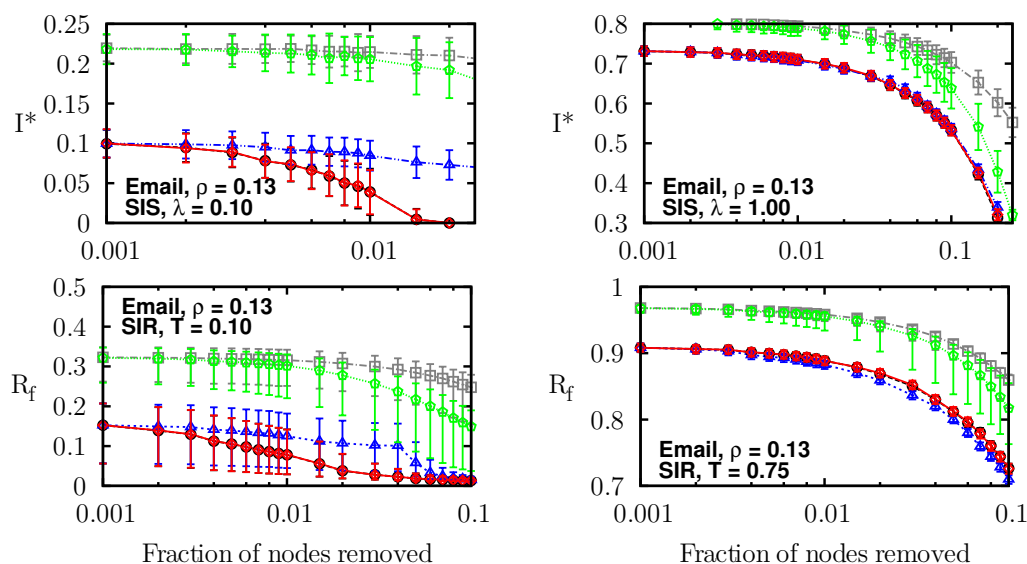 0.25
0.2
0.15
0.1
0.05
0
I*
Email, ρ = 0.13
SIS, λ = 0.10
0.001
0.01
0.8
0.7
0.6
0.5
0.4
0.3
I*
Email, ρ = 0.13
SIS, λ = 1.00
0.001
0.01
0.1
0.5
0.4
0.3
0.2
0.1
0
R_f
Email, ρ = 0.13
SIR, T = 0.10
0.001
0.01
0.1
Fraction of nodes removed
1
0.9
0.8
0.7
R_f
Email, ρ = 0.13
SIR, T = 0.75
0.001
0.01
0.1
Fraction of nodes removed